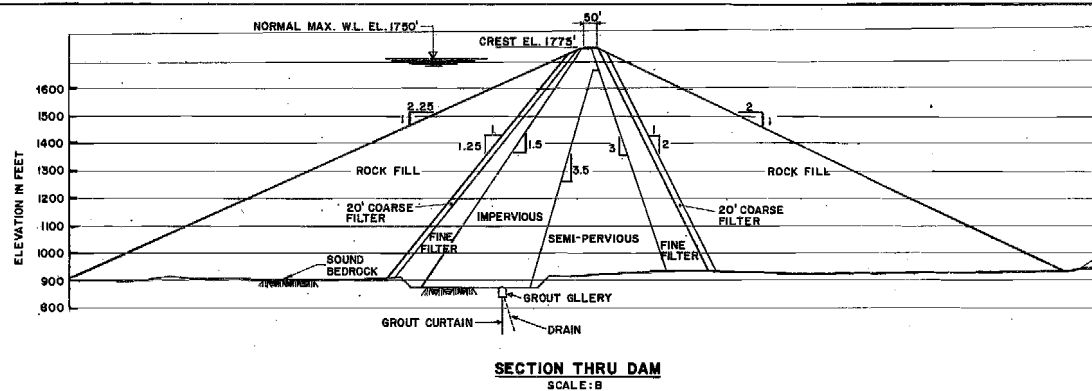 50'
NORMAL MAX. W.L. EL. 1750'
CREST EL. 1775'
ELEVATION IN FEET
1600
1500
1400
1300
1200
1100
1000
900
800
2.25
1
1
1.25
1.5
3.5
3
1
2
2
1
ROCK FILL
ROCK FILL
20' COARSE
FILTER
20' COARSE
FILTER
IMPERVIOUS
SEMI-PERVIOUS
FINE
FILTER
FINE
FILTER
SOUND
BEDROCK
GROUT GLLERY
GROUT CURTAIN
DRAIN
SECTION THRU DAM
SCALE: B